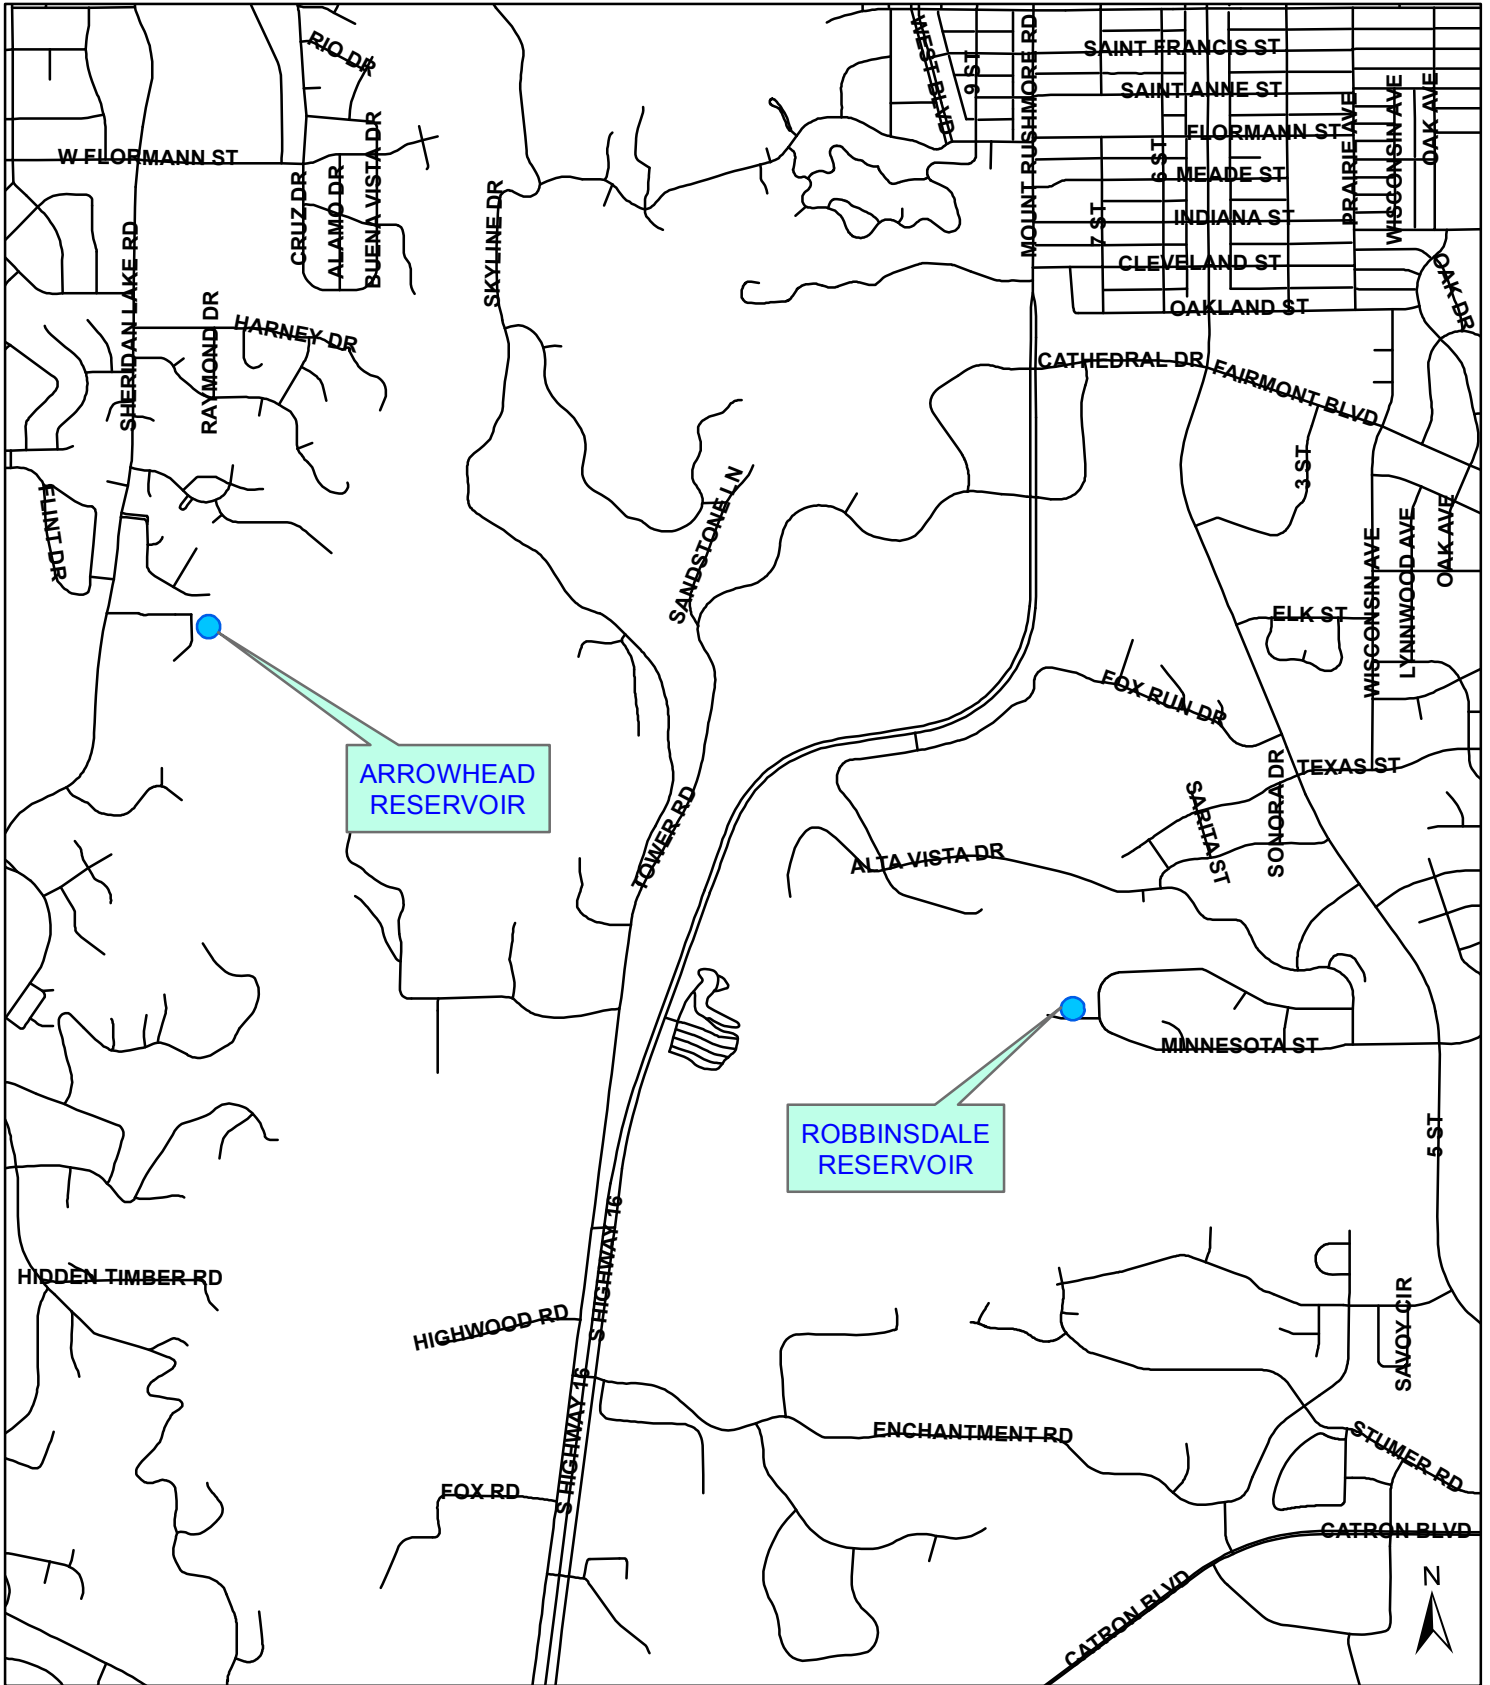 RIO DR
WEST BLVD
9 ST
MOUNT RUSHMORE RD
SAINT FRANCIS ST
SAINT ANNE ST
FLORMANN ST
6 ST
MEADE ST
7 ST
INDIANA ST
CLEVELAND ST
OAKLAND ST
PRAIRIE AVE
WISCONSIN AVE
OAK AVE
OAK DR
W FLORMANN ST
CRUZ DR
ALAMO DR
BUENA VISTA DR
SKYLINE DR
SHERIDAN LAKE RD
RAYMOND DR
HARNEY DR
CATHEDRAL DR
FAIRMONT BLVD
3 ST
FLINT DR
SANDSTONE LN
WISCONSIN AVE
LYNNWOOD AVE
OAK AVE
ELK ST
FOX RUN DR
ARROWHEAD
RESERVOIR
TOWER RD
TEXAS ST
SONORA DR
SARITA ST
ALTA VISTA DR
MINNESOTA ST
ROBBINSDALE
RESERVOIR
5 ST
S HIGHWAY 16
HIDDEN TIMBER RD
HIGHWOOD RD
SAVOY CIR
S HIGHWAY 16
ENCHANTMENT RD
STUMER RD
FOX RD
CATRON BLVD
CATRON BLVD
N